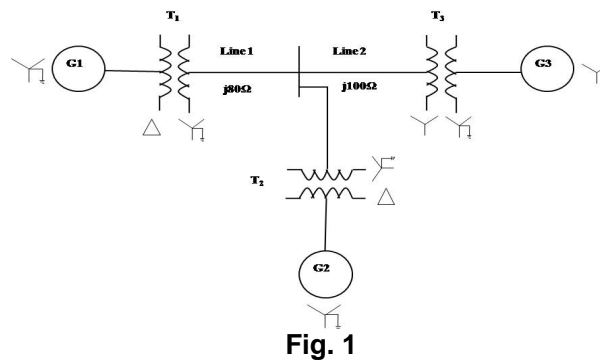 T1 T3
Line 1 Line 2
G1 G3
j80Ω j100Ω
T2
G2
Fig. 1